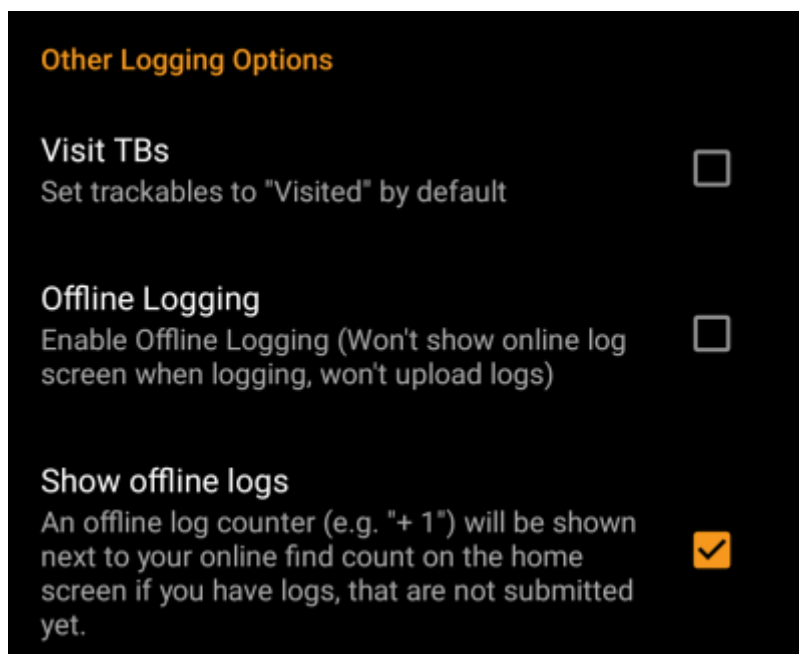 Other Logging Options
Visit TBs
Set trackables to "Visited" by default
Offline Logging
Enable Offline Logging (Won't show online log
screen when logging, won't upload logs)
Show offline logs
An offline log counter (e.g. "+ 1") will be shown
next to your online find count on the home
screen if you have logs, that are not submitted
yet.